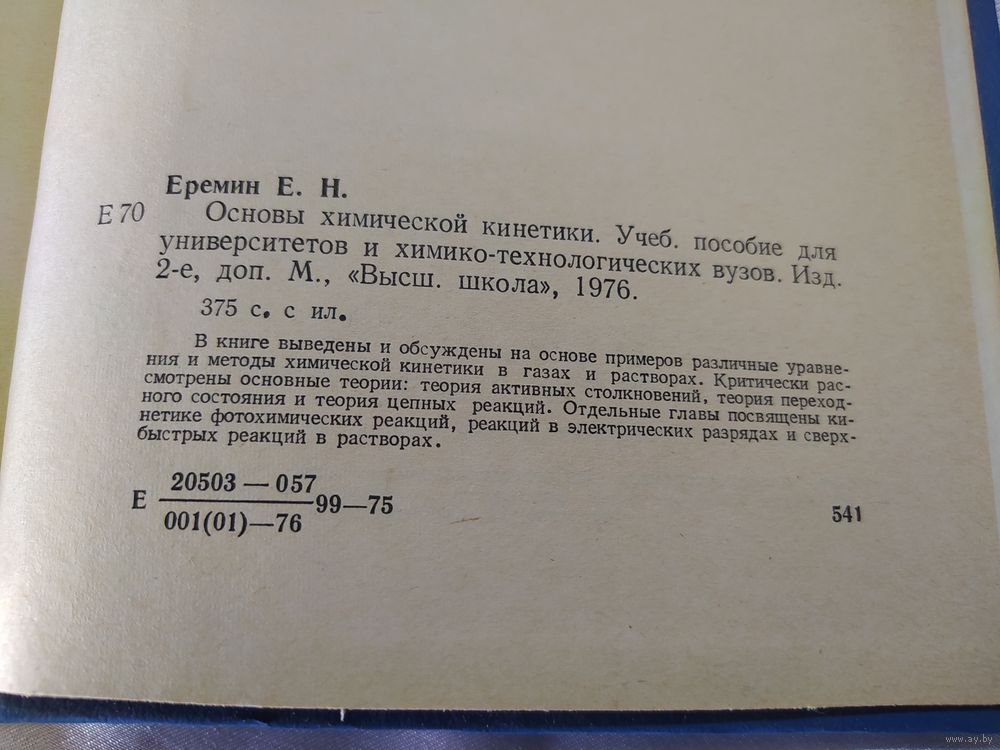 Еремин Е. Н.
Е 70 Основы химической кинетики. Учеб. пособие для
университетов и химико-технологических вузов. Изд.
2-е, доп. М., «Высш. школа», 1976.
375 с. с ил.
В книге выведены и обсуждены на основе примеров различные уравне-
ния и методы химической кинетики в газах и растворах. Критически рас-
смотрены основные теории: теория активных столкновений, теория переход-
ного состояния и теория цепных реакций. Отдельные главы посвящены ки-
нетике фотохимических реакций, реакций в электрических разрядах и сверх-
быстрых реакций в растворах.
20503 — 057
Е 99—75
001(01)—76
541
www.ay.by